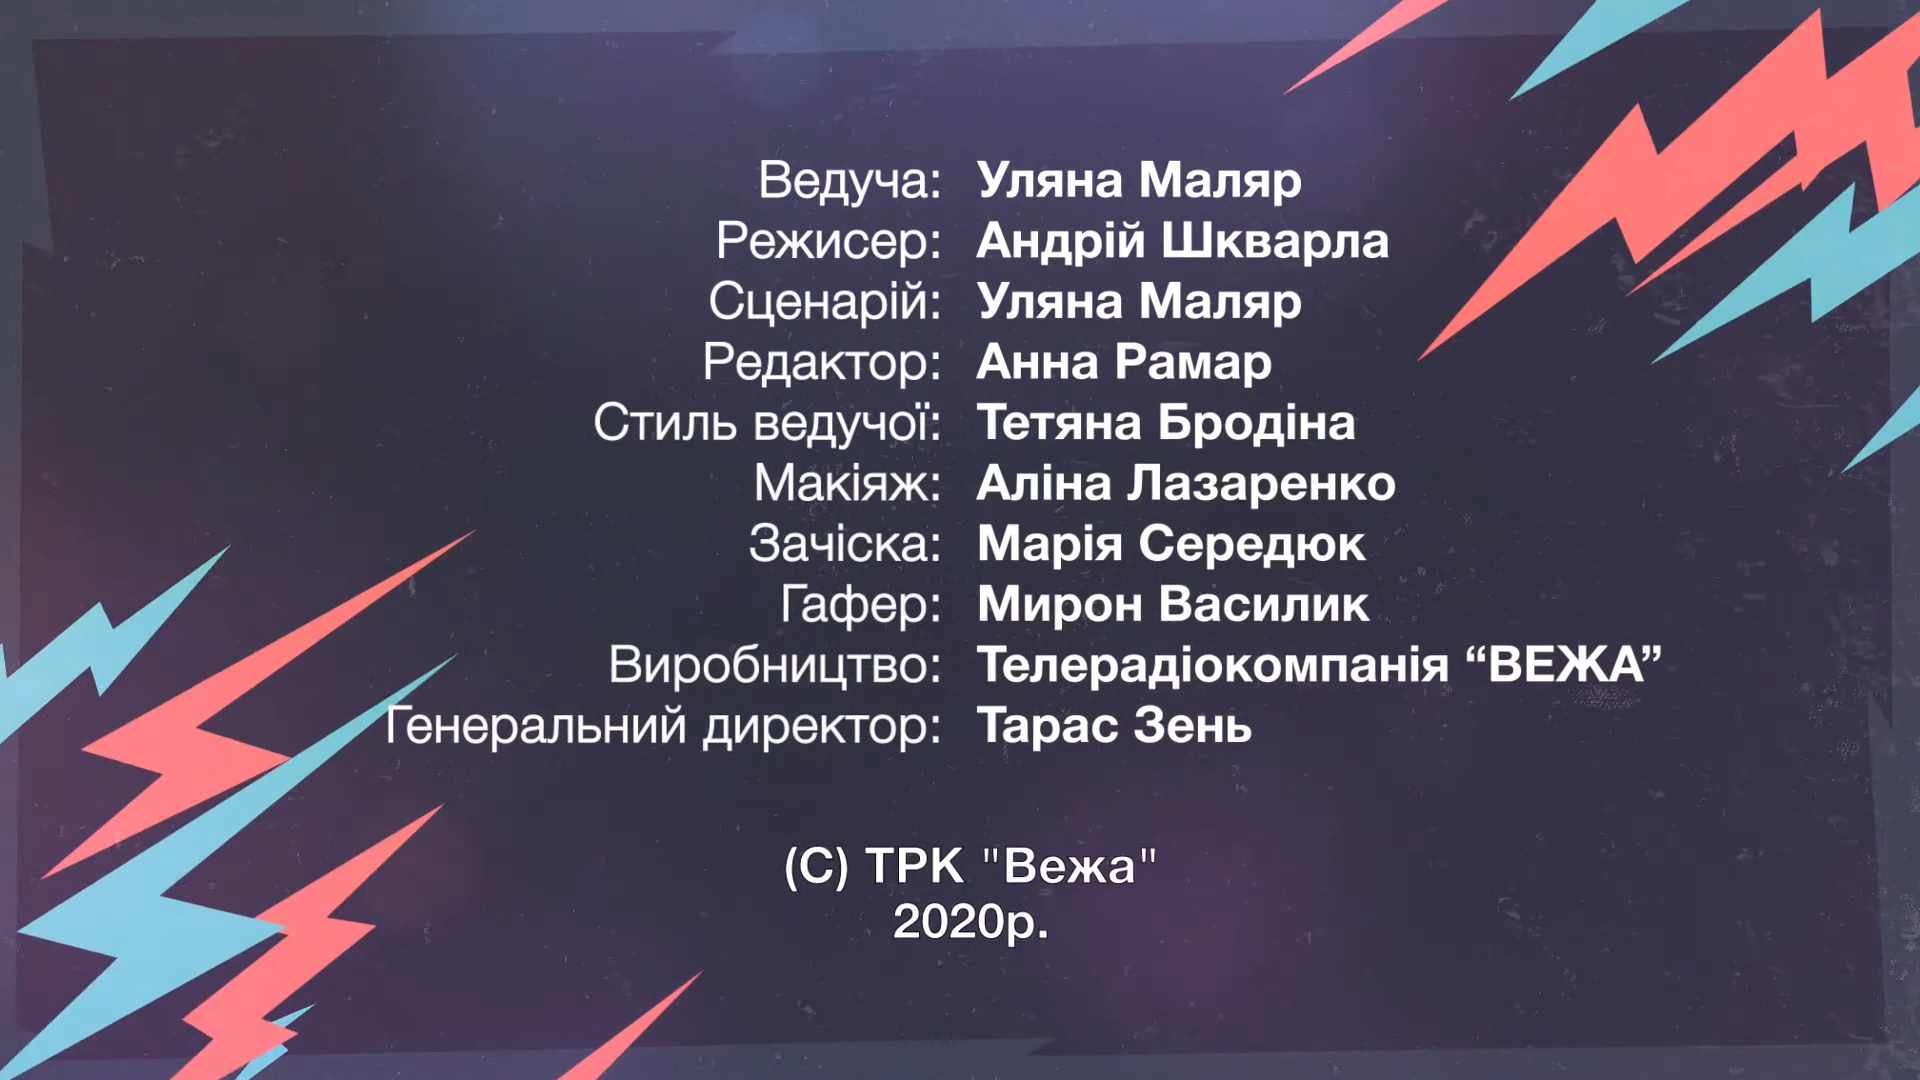 Ведуча: Уляна Маляр
Режисер: Андрій Шкварла
Сценарій: Уляна Маляр
Редактор: Анна Рамар
Стиль ведучої: Тетяна Бродіна
Макіяж: Аліна Лазаренко
Зачіска: Марія Середюк
Гафер: Мирон Василик
Виробництво: Телерадіокомпанія “ВЕЖА”
Генеральний директор: Тарас Зень
(С) ТРК "Вежа"
2020р.